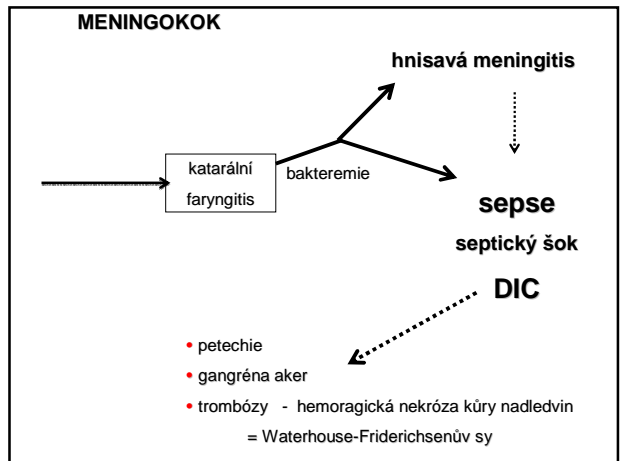 MENINGOKOK
hnisavá meningitis
katarální
faryngitis
bakteremie
sepse
septický šok
DIC
• petechie
• gangréna aker
• trombózy - hemoragická nekróza kůry nadledvin
= Waterhouse-Friderichsenův sy